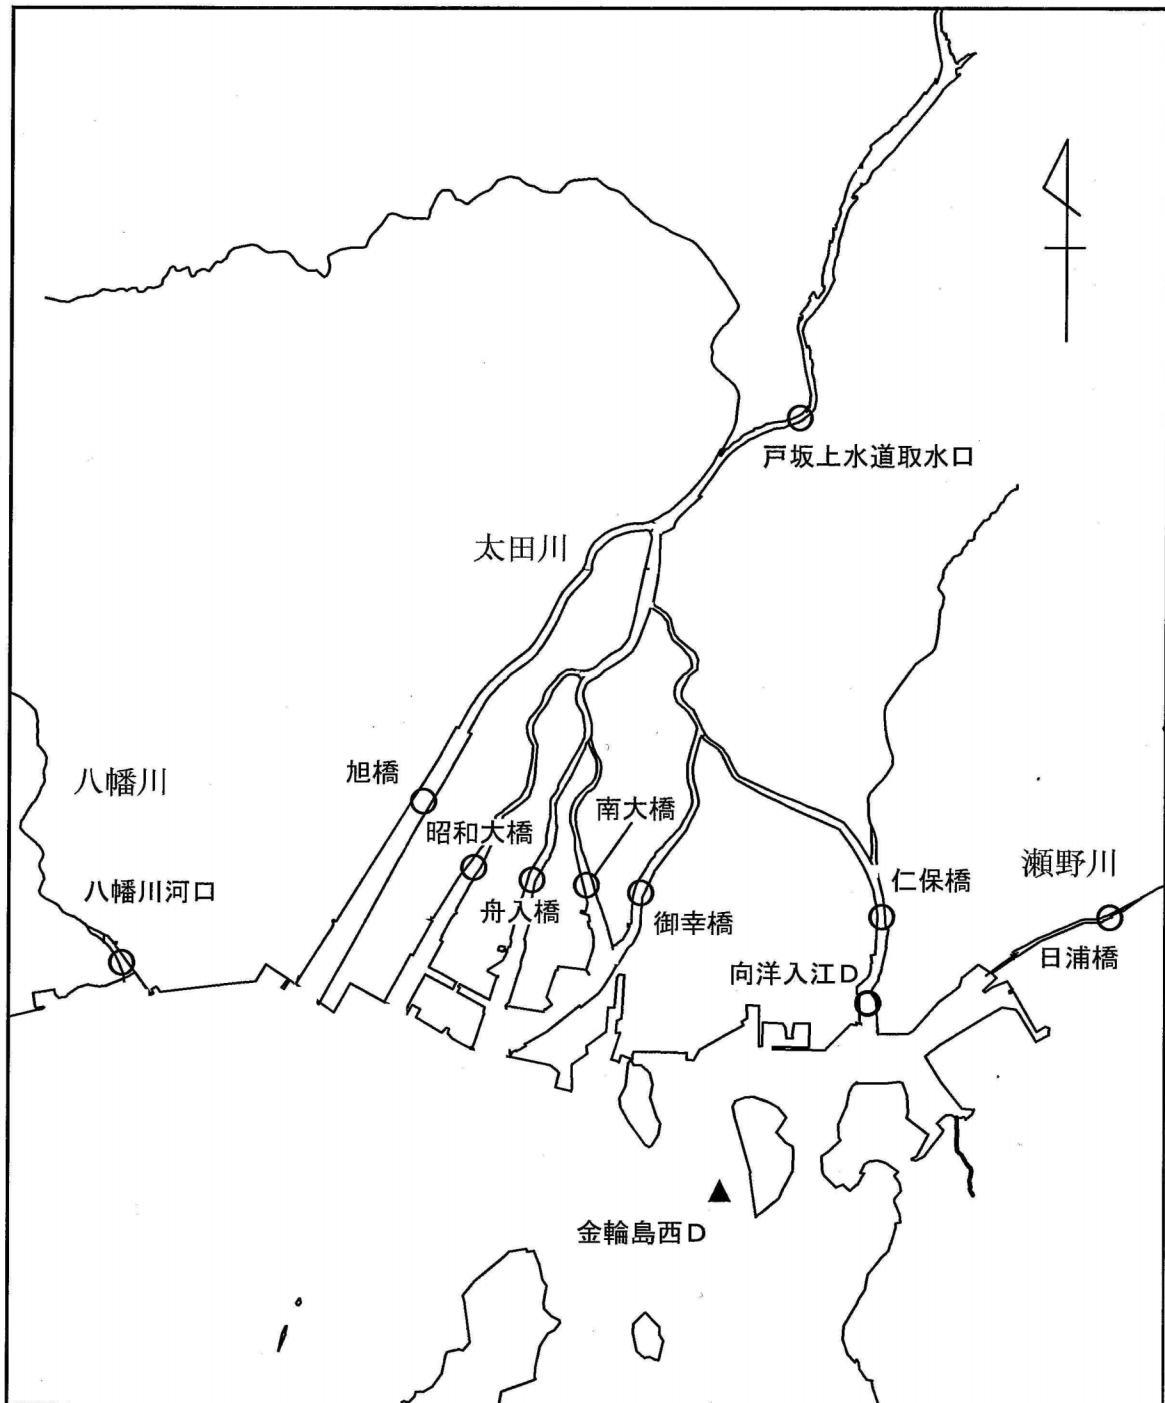 戸坂上水道取水口
太田川
旭橋
八幡川
昭和大橋
南大橋
瀬野川
八幡川河口
舟入橋
御幸橋
仁保橋
日浦橋
向洋入江D
金輪島西D